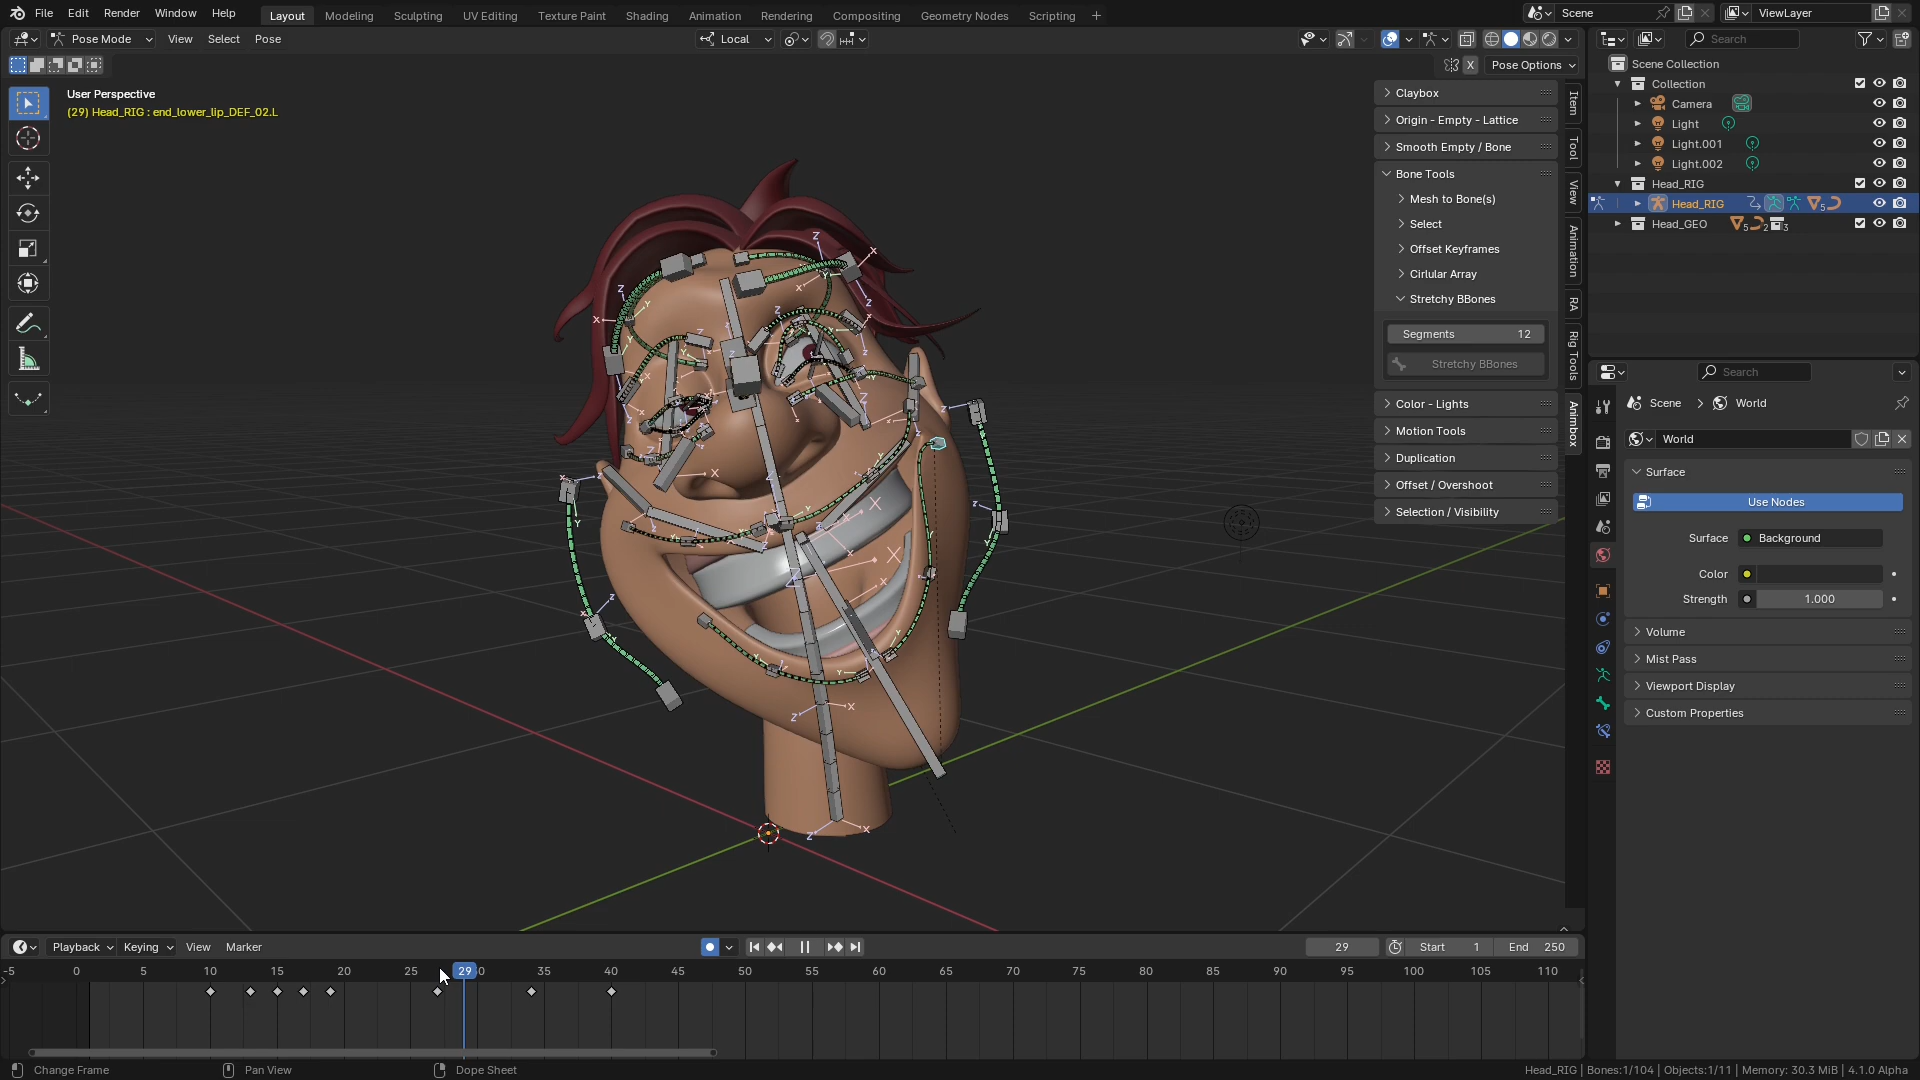 File Edit Render Window Help Layout Modeling Sculpting UV Editing Texture Paint Shading Animation Rendering Compositing Geometry Nodes Scripting + Scene ViewLayer
Pose Mode View Select Pose Local Search
X Pose Options
User Perspective
(29) Head_RIG : end_lower_lip_DEF_02.L
Claybox
Origin - Empty - Lattice
Smooth Empty / Bone
Bone Tools
Mesh to Bone(s)
Select
Offset Keyframes
Cirlular Array
Stretchy BBones
Segments 12
Stretchy BBones
Color - Lights
Motion Tools
Duplication
Offset / Overshoot
Selection / Visibility
Item
Tool
View
Animation
RA
Rig Tools
Animbox
Scene Collection
Collection
Camera
Light
Light.001
Light.002
Head_RIG
Head_RIG 5
Head_GEO 5 2 3
Search
Scene > World
World
Surface
Use Nodes
Surface Background
Color
Strength 1.000
Volume
Mist Pass
Viewport Display
Custom Properties
Playback Keying View Marker 29 Start 1 End 250
-5 0 5 10 15 20 25 29 35 40 45 50 55 60 65 70 75 80 85 90 95 100 105 110
Change Frame Pan View Dope Sheet Head_RIG | Bones:1/104 | Objects:1/11 | Memory: 30.3 MiB | 4.1.0 Alpha